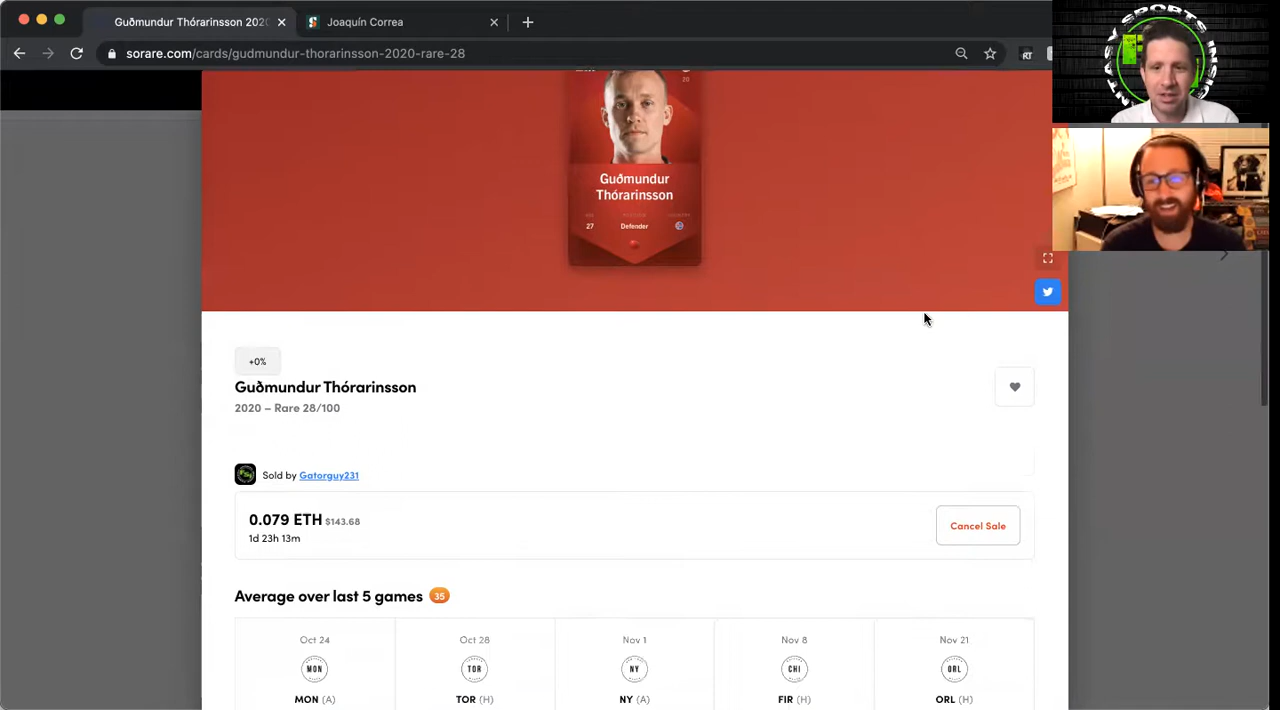 Guðmundur Thórarinsson 2020
Joaquín Correa
sorare.com/cards/gudmundur-thorarinsson-2020-rare-28
20
Guðmundur
Thórarinsson
27
Defender
+0%
Guðmundur Thórarinsson
2020 – Rare 28/100
Sold by Gatorguy231
0.079 ETH $143.68
1d 23h 13m
Cancel Sale
Average over last 5 games 35
Oct 24
Oct 28
Nov 1
Nov 8
Nov 21
MON
TOR
NY
CHI
ORL
MON (A)
TOR (H)
NY (A)
FIR (H)
ORL (H)